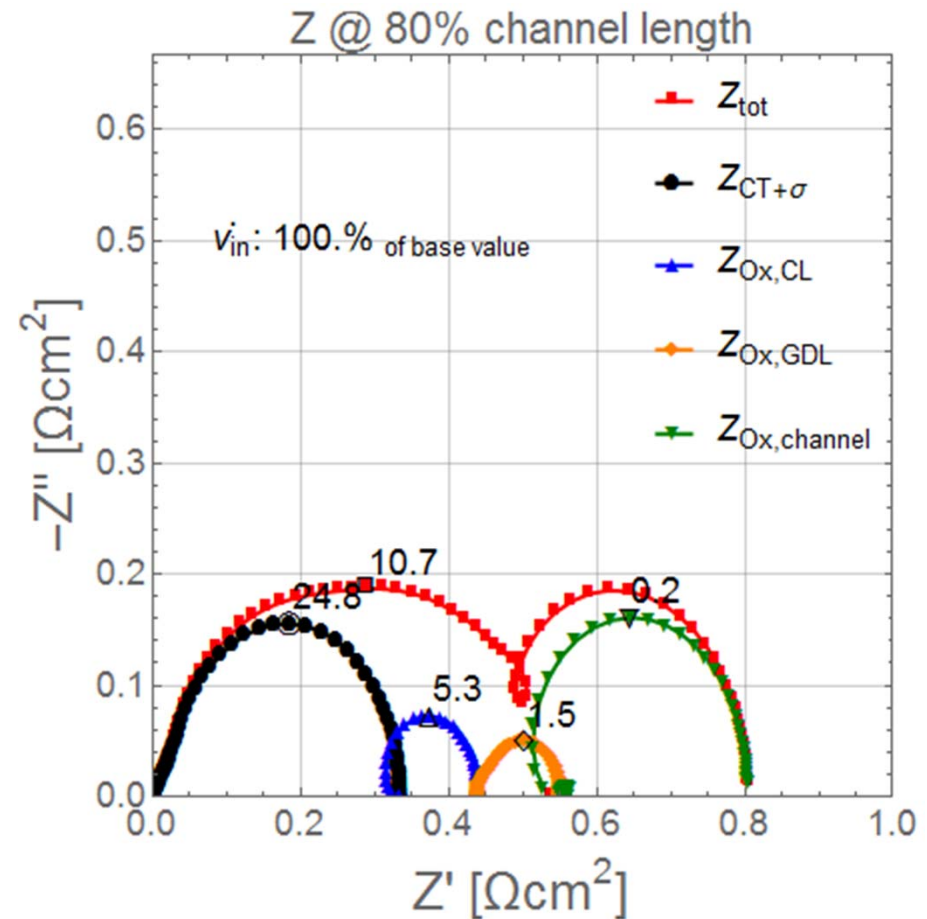 Z @ 80% channel length
Z_tot
Z_CT+σ
v̇_in: 100.% of base value
Z_Ox,CL
Z_Ox,GDL
Z_Ox,channel
−Z'' [Ωcm²]
0.6
0.5
0.4
0.3
0.2
0.1
0.0
10.7
24.8
0.2
5.3
1.5
0.0 0.2 0.4 0.6 0.8 1.0
Z' [Ωcm²]